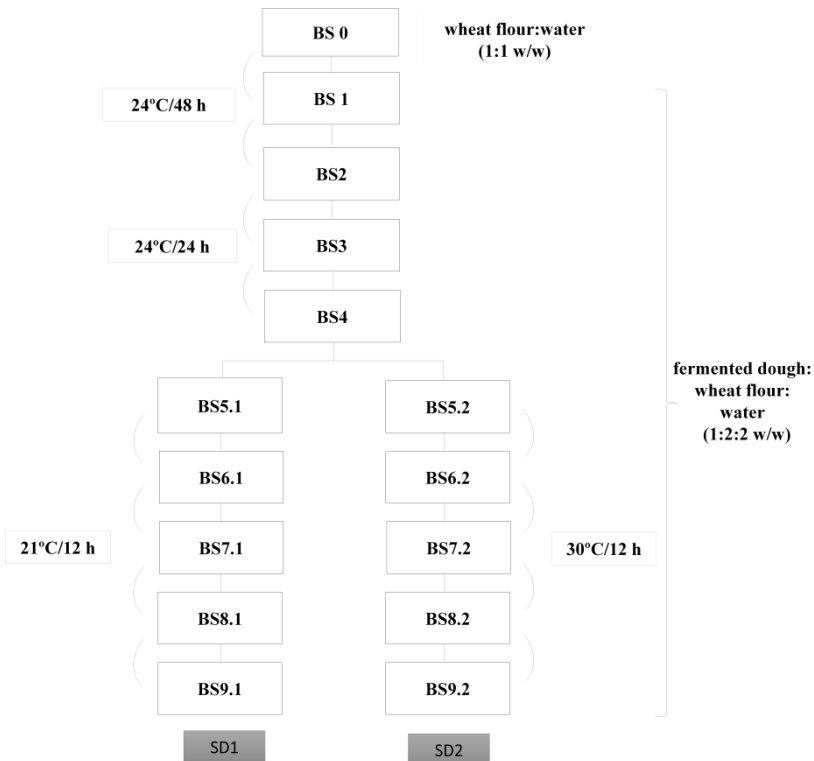 BS 0
wheat flour:water
(1:1 w/w)
24ºC/48 h
BS 1
BS2
24ºC/24 h
BS3
BS4
fermented dough:
wheat flour:
water
(1:2:2 w/w)
BS5.1
BS5.2
BS6.1
BS6.2
21ºC/12 h
BS7.1
BS7.2
30ºC/12 h
BS8.1
BS8.2
BS9.1
BS9.2
SD1
SD2